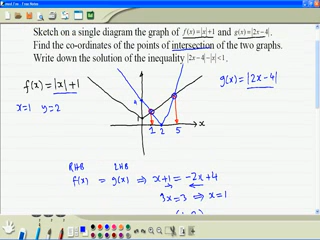 Sketch on a single diagram the graph of f(x)=|x|+1 and g(x)=|2x-4|.
Find the co-ordinates of the points of intersection of the two graphs.
Write down the solution of the inequality |2x-4|-|x|<1.
f(x) = |x|+1
g(x) = |2x-4|
x=1 y=2
4
1
1 2 5 x
RHB LHB
f(x) = g(x) ⇒ x+1 = -2x+4
3x=3 ⇒ x=1